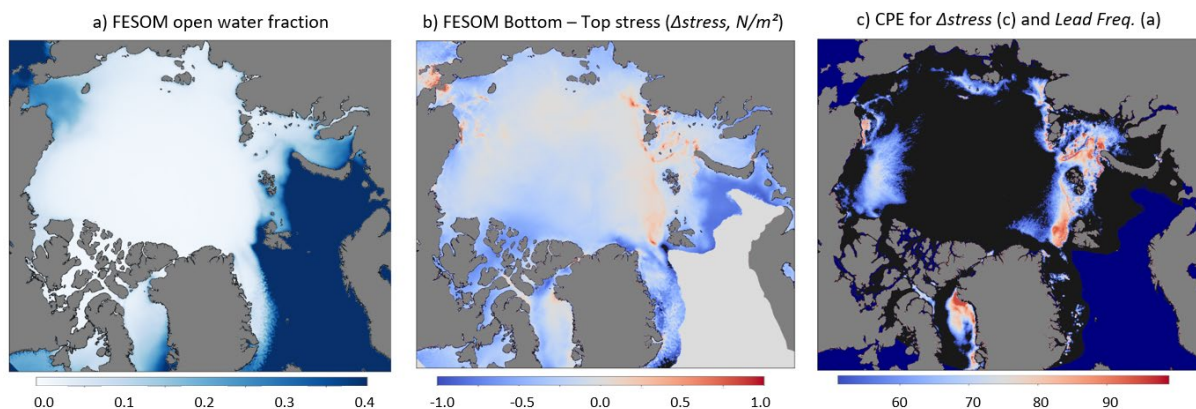 a) FESOM open water fraction
b) FESOM Bottom – Top stress (Δstress, N/m²)
c) CPE for Δstress (c) and Lead Freq. (a)
0.0 0.1 0.2 0.3 0.4
-1.0 -0.5 0.0 0.5 1.0
60 70 80 90